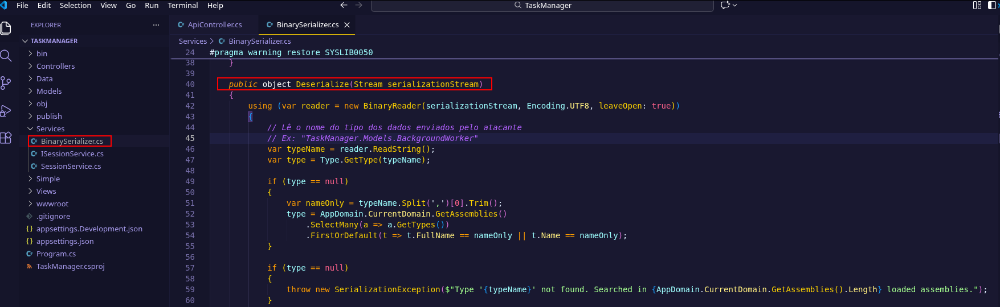 File Edit Selection View Go Run Terminal Help
TaskManager
EXPLORER
TASKMANAGER
bin
Controllers
Data
Models
obj
publish
Services
BinarySerializer.cs
ISessionService.cs
SessionService.cs
Simple
Views
wwwroot
.gitignore
appsettings.Development.json
appsettings.json
Program.cs
TaskManager.csproj
ApiController.cs
BinarySerializer.cs
Services > BinarySerializer.cs
24 #pragma warning restore SYSLIB0050
38 }
39
40 public object Deserialize(Stream serializationStream)
41 {
42 using (var reader = new BinaryReader(serializationStream, Encoding.UTF8, leaveOpen: true))
43 {
44 // Lê o nome do tipo dos dados enviados pelo atacante
45 // Ex: "TaskManager.Models.BackgroundWorker"
46 var typeName = reader.ReadString();
47 var type = Type.GetType(typeName);
48
49 if (type == null)
50 {
51 var nameOnly = typeName.Split(',')[0].Trim();
52 type = AppDomain.CurrentDomain.GetAssemblies()
53 .SelectMany(a => a.GetTypes())
54 .FirstOrDefault(t => t.FullName == nameOnly || t.Name == nameOnly);
55 }
56
57 if (type == null)
58 {
59 throw new SerializationException($"Type '{typeName}' not found. Searched in {AppDomain.CurrentDomain.GetAssemblies().Length} loaded assemblies.");
60 }